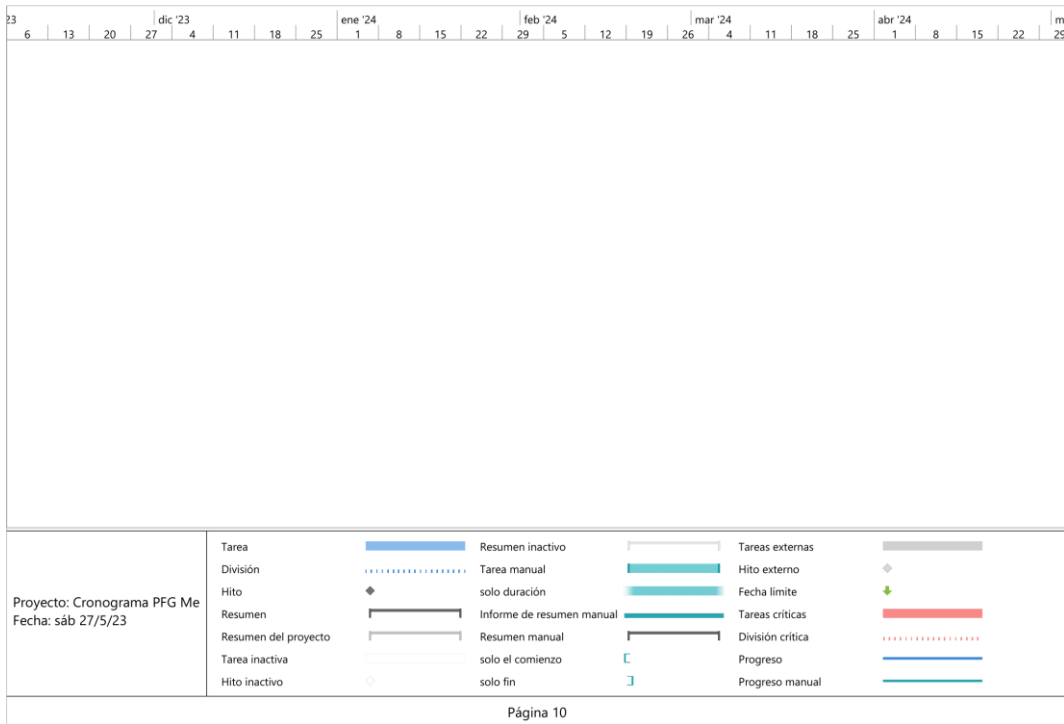 23 dic '23 ene '24 feb '24 mar '24 abr '24 m
6 13 20 27 4 11 18 25 1 8 15 22 29 5 12 19 26 4 11 18 25 1 8 15 22 29
Proyecto: Cronograma PFG Me
Fecha: sáb 27/5/23
Tarea
División
Hito
Resumen
Resumen del proyecto
Tarea inactiva
Hito inactivo
Resumen inactivo
Tarea manual
solo duración
Informe de resumen manual
Resumen manual
solo el comienzo
solo fin
Tareas externas
Hito externo
Fecha límite
Tareas críticas
División crítica
Progreso
Progreso manual
Página 10